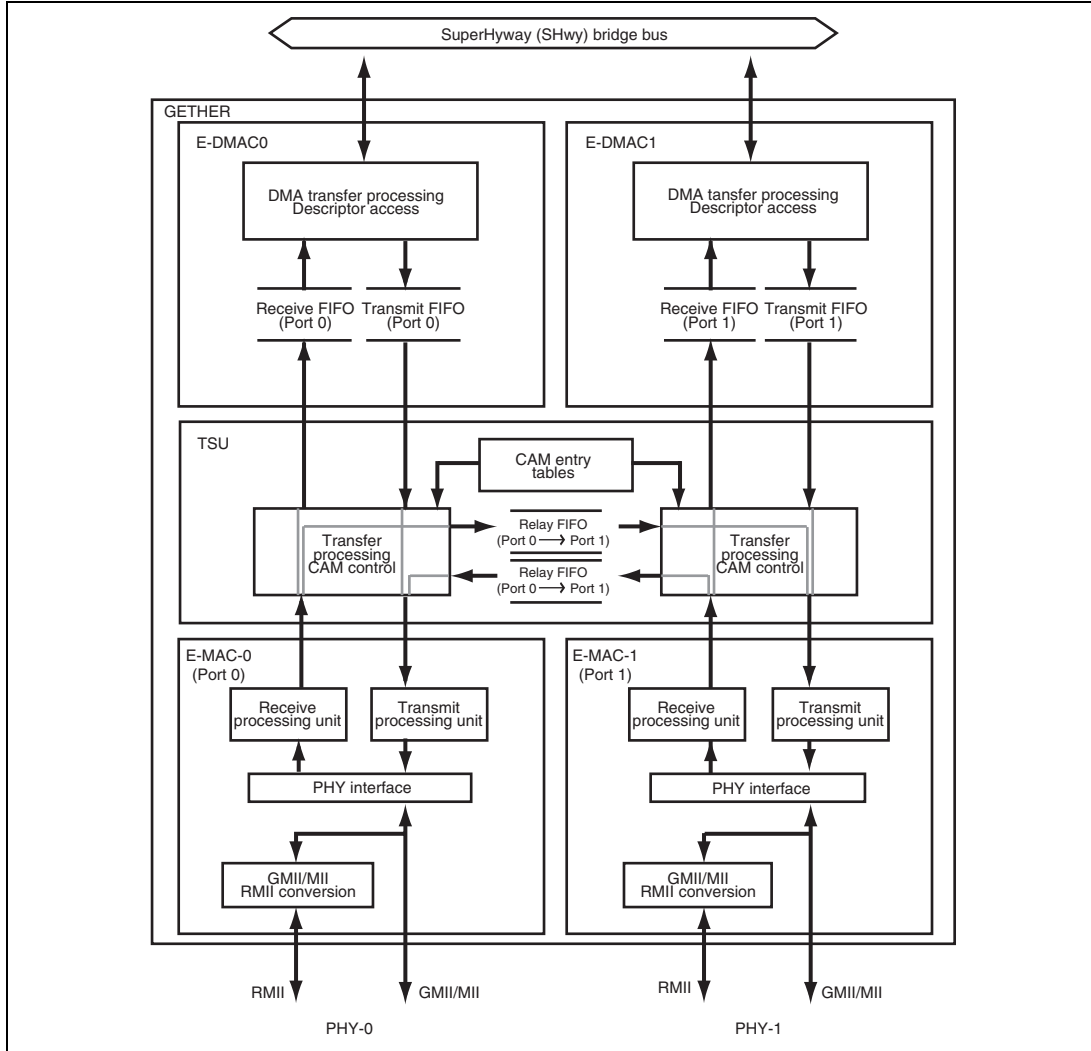 SuperHyway (SHwy) bridge bus
GETHER
E-DMAC0
DMA transfer processing
Descriptor access
Receive FIFO
(Port 0)
Transmit FIFO
(Port 0)
E-DMAC1
DMA tansfer processing
Descriptor access
Receive FIFO
(Port 1)
Transmit FIFO
(Port 1)
TSU
CAM entry
tables
Transfer
processing
CAM control
Relay FIFO
(Port 0 → Port 1)
Relay FIFO
(Port 0 → Port 1)
Transfer
processing
CAM control
E-MAC-0
(Port 0)
Receive
processing unit
Transmit
processing unit
PHY interface
GMII/MII
RMII conversion
E-MAC-1
(Port 1)
Receive
processing unit
Transmit
processing unit
PHY interface
GMII/MII
RMII conversion
RMII
GMII/MII
RMII
GMII/MII
PHY-0
PHY-1